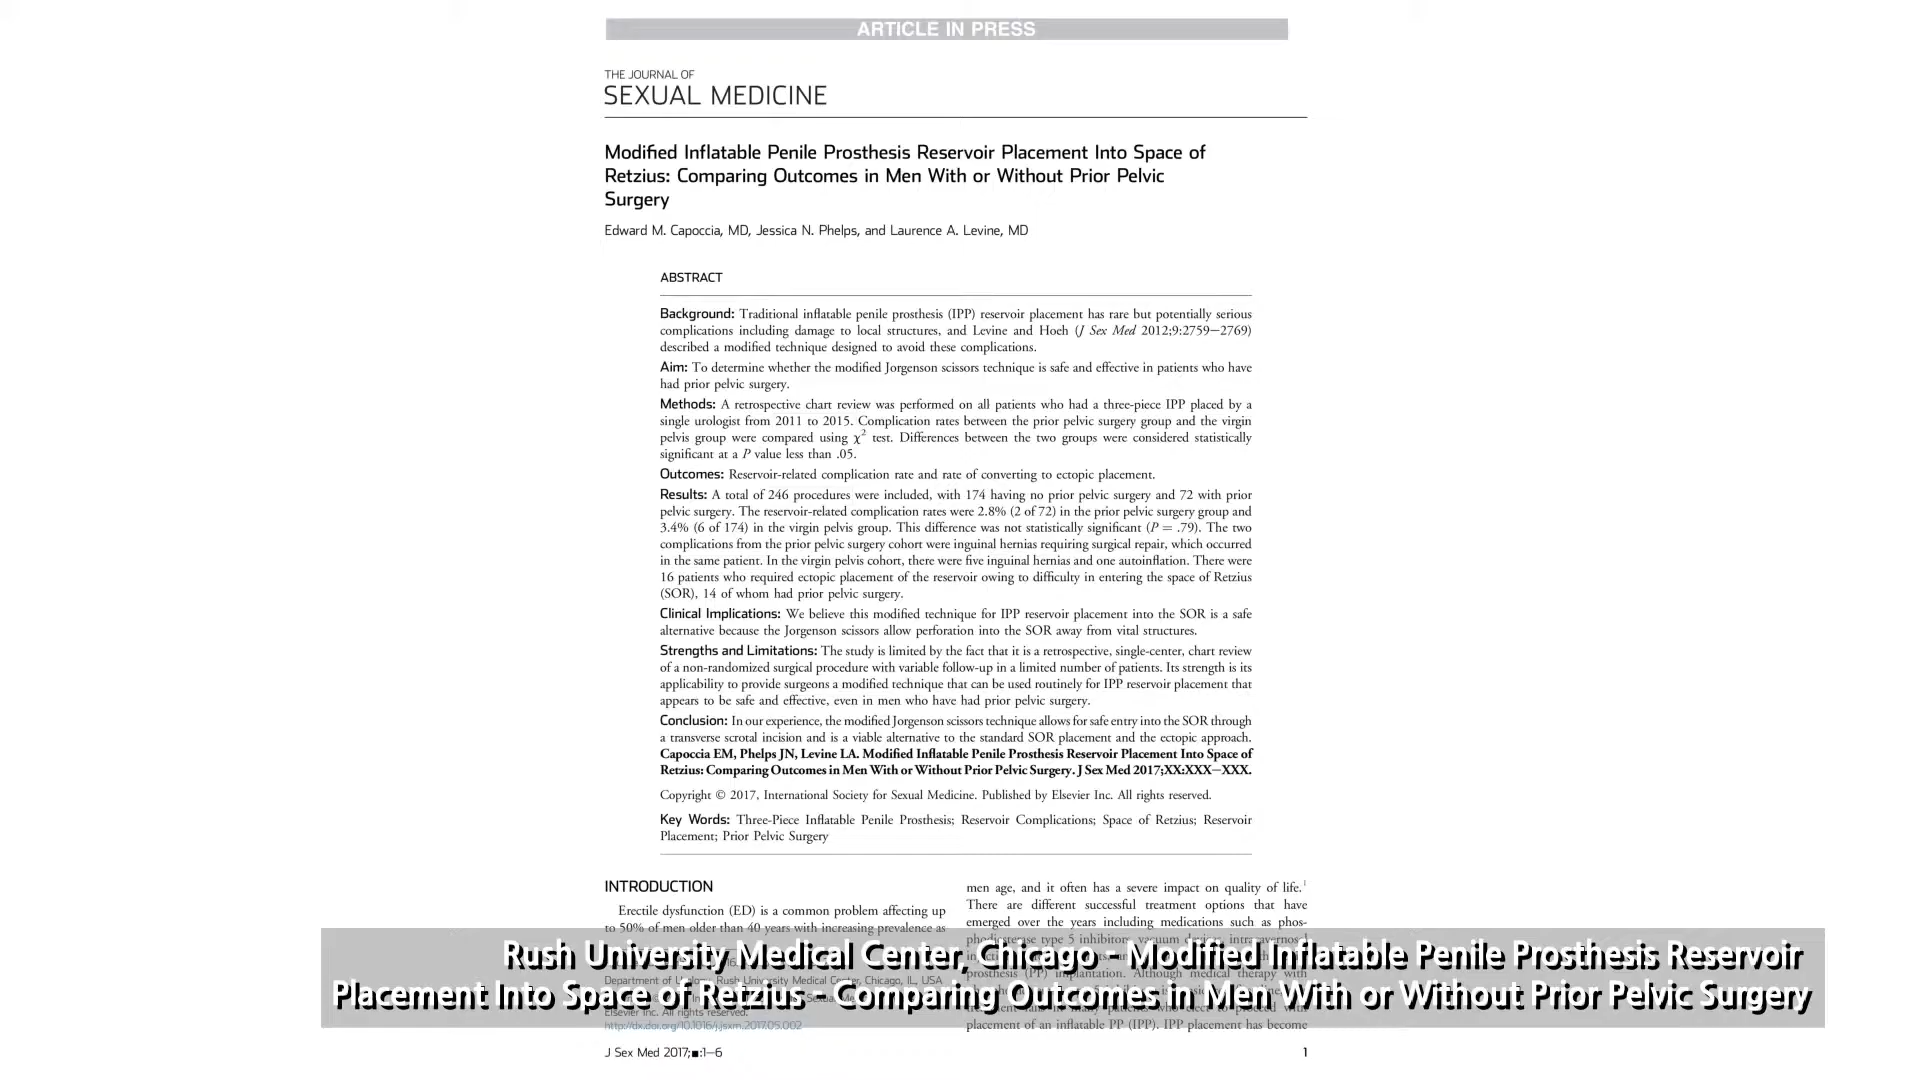 ARTICLE IN PRESS
THE JOURNAL OF
SEXUAL MEDICINE
Modified Inflatable Penile Prosthesis Reservoir Placement Into Space of
Retzius: Comparing Outcomes in Men With or Without Prior Pelvic
Surgery
Edward M. Capoccia, MD, Jessica N. Phelps, and Laurence A. Levine, MD
ABSTRACT
Background: Traditional inflatable penile prosthesis (IPP) reservoir placement has rare but potentially serious
complications including damage to local structures, and Levine and Hoeh (J Sex Med 2012;9:2759–2769)
described a modified technique designed to avoid these complications.
Aim: To determine whether the modified Jorgenson scissors technique is safe and effective in patients who have
had prior pelvic surgery.
Methods: A retrospective chart review was performed on all patients who had a three-piece IPP placed by a
single urologist from 2011 to 2015. Complication rates between the prior pelvic surgery group and the virgin
pelvis group were compared using χ² test. Differences between the two groups were considered statistically
significant at a P value less than .05.
Outcomes: Reservoir-related complication rate and rate of converting to ectopic placement.
Results: A total of 246 procedures were included, with 174 having no prior pelvic surgery and 72 with prior
pelvic surgery. The reservoir-related complication rates were 2.8% (2 of 72) in the prior pelvic surgery group and
3.4% (6 of 174) in the virgin pelvis group. This difference was not statistically significant (P = .79). The two
complications from the prior pelvic surgery cohort were inguinal hernias requiring surgical repair, which occurred
in the same patient. In the virgin pelvis cohort, there were five inguinal hernias and one autoinflation. There were
16 patients who required ectopic placement of the reservoir owing to difficulty in entering the space of Retzius
(SOR), 14 of whom had prior pelvic surgery.
Clinical Implications: We believe this modified technique for IPP reservoir placement into the SOR is a safe
alternative because the Jorgenson scissors allow perforation into the SOR away from vital structures.
Strengths and Limitations: The study is limited by the fact that it is a retrospective, single-center, chart review
of a non-randomized surgical procedure with variable follow-up in a limited number of patients. Its strength is its
applicability to provide surgeons a modified technique that can be used routinely for IPP reservoir placement that
appears to be safe and effective, even in men who have had prior pelvic surgery.
Conclusion: In our experience, the modified Jorgenson scissors technique allows for safe entry into the SOR through
a transverse scrotal incision and is a viable alternative to the standard SOR placement and the ectopic approach.
Capoccia EM, Phelps JN, Levine LA. Modified Inflatable Penile Prosthesis Reservoir Placement Into Space of
Retzius: Comparing Outcomes in Men With or Without Prior Pelvic Surgery. J Sex Med 2017;XX:XXX–XXX.
Copyright © 2017, International Society for Sexual Medicine. Published by Elsevier Inc. All rights reserved.
Key Words: Three-Piece Inflatable Penile Prosthesis; Reservoir Complications; Space of Retzius; Reservoir
Placement; Prior Pelvic Surgery
INTRODUCTION
Erectile dysfunction (ED) is a common problem affecting up
to 50% of men older than 40 years with increasing prevalence as
men age, and it often has a severe impact on quality of life.¹
There are different successful treatment options that have
emerged over the years including medications such as phos-
prosthesis (PP) implantation. Although medical therapy with
placement of an inflatable PP (IPP). IPP placement has become
Rush University Medical Center, Chicago - Modified Inflatable Penile Prosthesis Reservoir
Placement Into Space of Retzius - Comparing Outcomes in Men With or Without Prior Pelvic Surgery
Elsevier Inc. All rights reserved.
http://dx.doi.org/10.1016/j.jsxm.2017.05.002
J Sex Med 2017;■:1–6
1